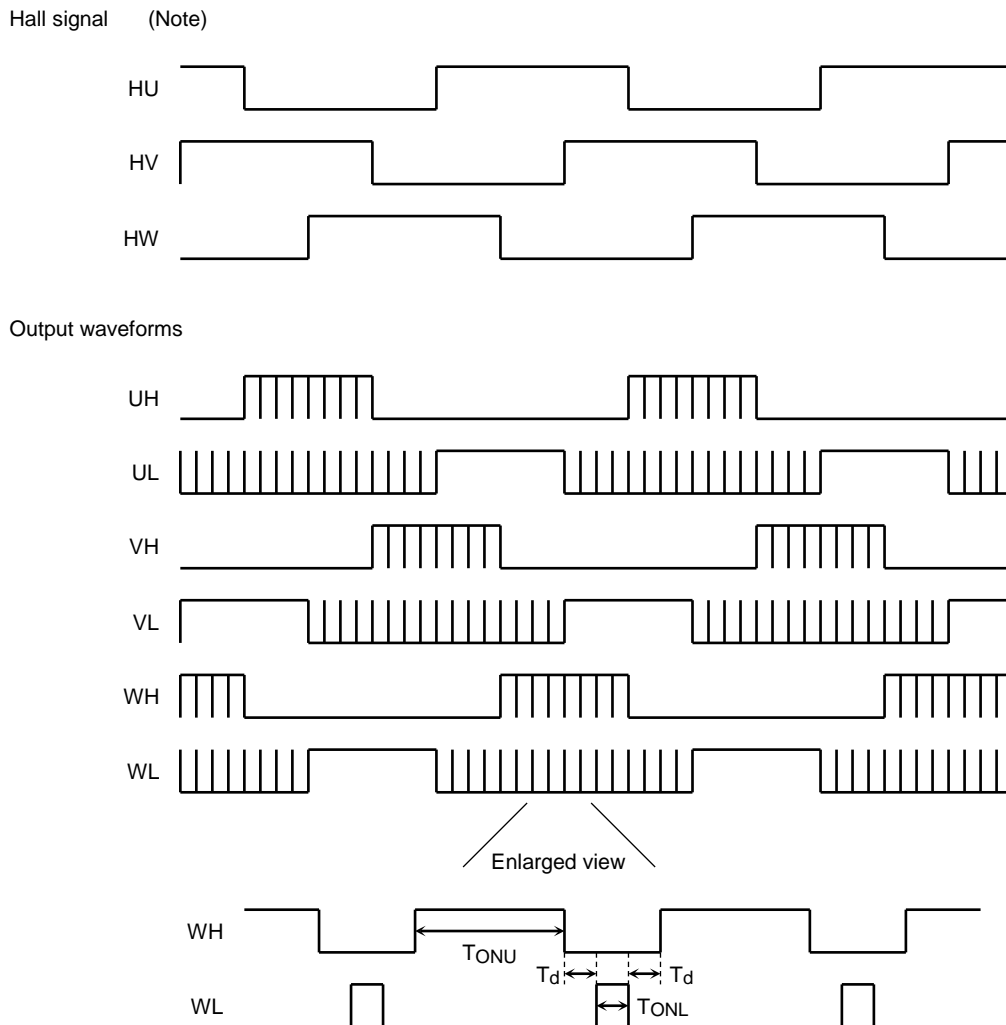 Hall signal (Note)
HU
HV
HW
Output waveforms
UH
UL
VH
VL
WH
WL
Enlarged view
WH
TONU
Td Td
WL
TONL